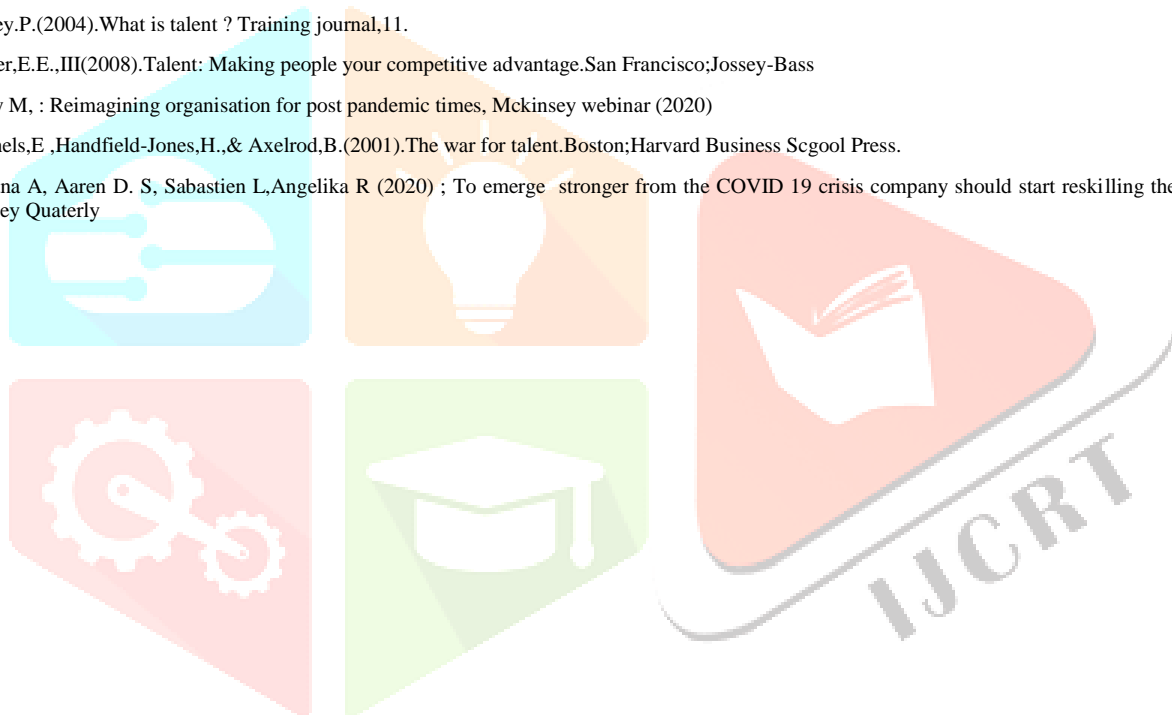 ey.P.(2004).What is talent ? Training journal,11.
er,E.E.,III(2008).Talent: Making people your competitive advantage.San Francisco;Jossey-Bass
M, : Reimagining organisation for post pandemic times, Mckinsey webinar (2020)
els,E ,Handfield-Jones,H.,& Axelrod,B.(2001).The war for talent.Boston;Harvard Business Scgool Press.
na A, Aaren D. S, Sabastien L,Angelika R (2020) ; To emerge stronger from the COVID 19 crisis company should start reskilling the
ey Quaterly
IJCRT